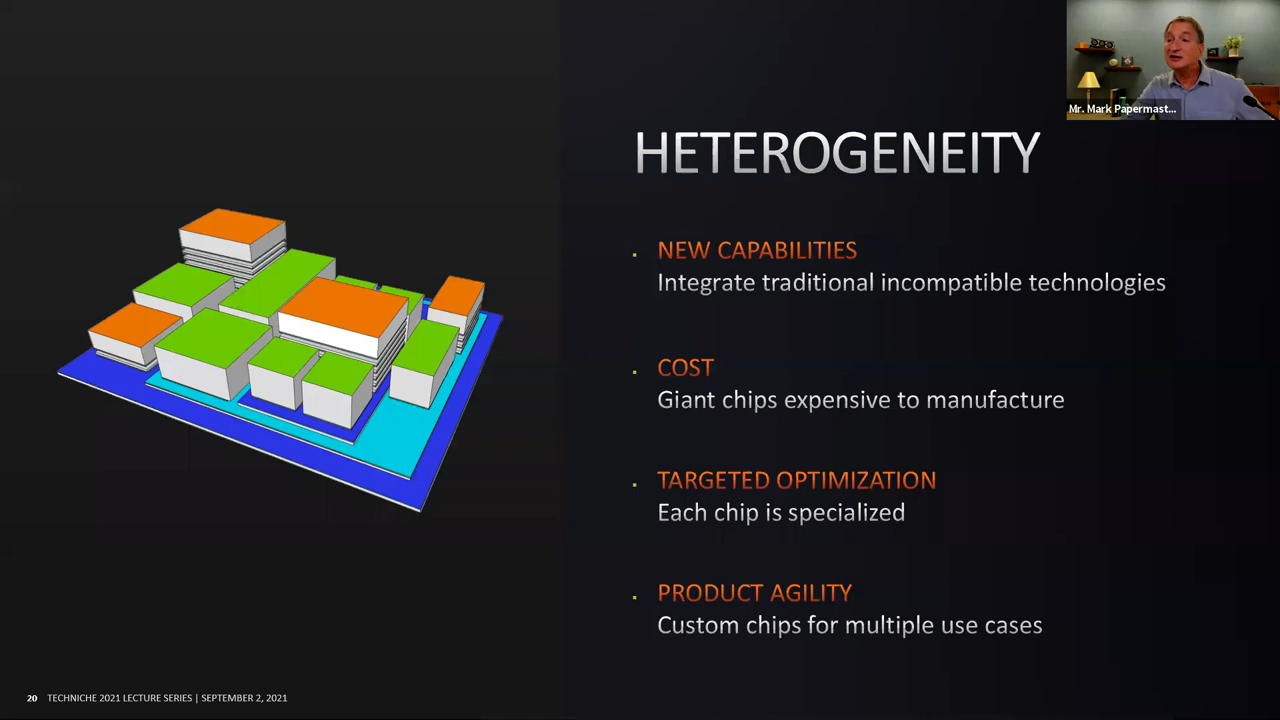 Mr. Mark Papermast...
HETEROGENEITY
NEW CAPABILITIES
Integrate traditional incompatible technologies
COST
Giant chips expensive to manufacture
TARGETED OPTIMIZATION
Each chip is specialized
PRODUCT AGILITY
Custom chips for multiple use cases
20 TECHNICHE 2021 LECTURE SERIES | SEPTEMBER 2, 2021